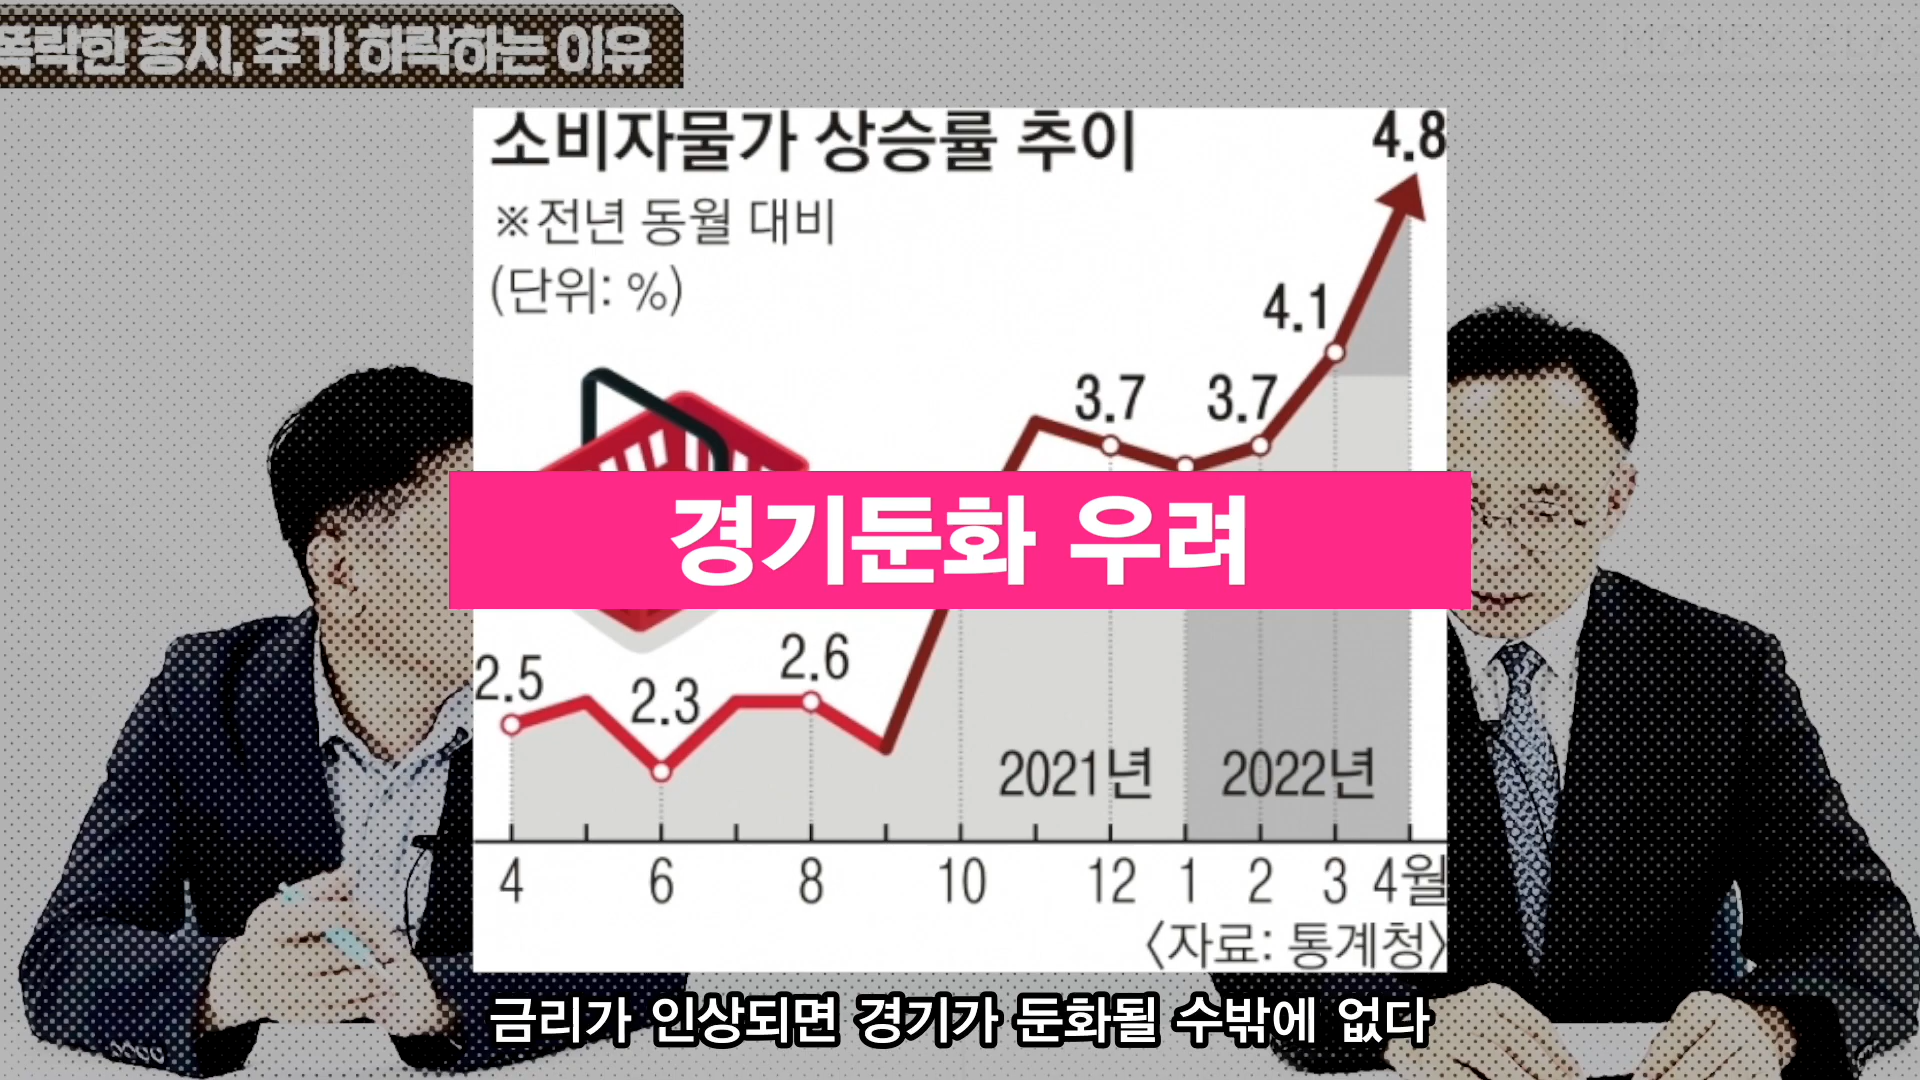 폭락한 증시, 추가 하락하는 이유
소비자물가 상승률 추이
※전년 동월 대비
(단위: %)
4.8
4.1
3.7
3.7
경기둔화 우려
2.5
2.3
2.6
2021년
2022년
4 6 8 10 12 1 2 3 4월
〈자료: 통계청〉
금리가 인상되면 경기가 둔화될 수밖에 없다